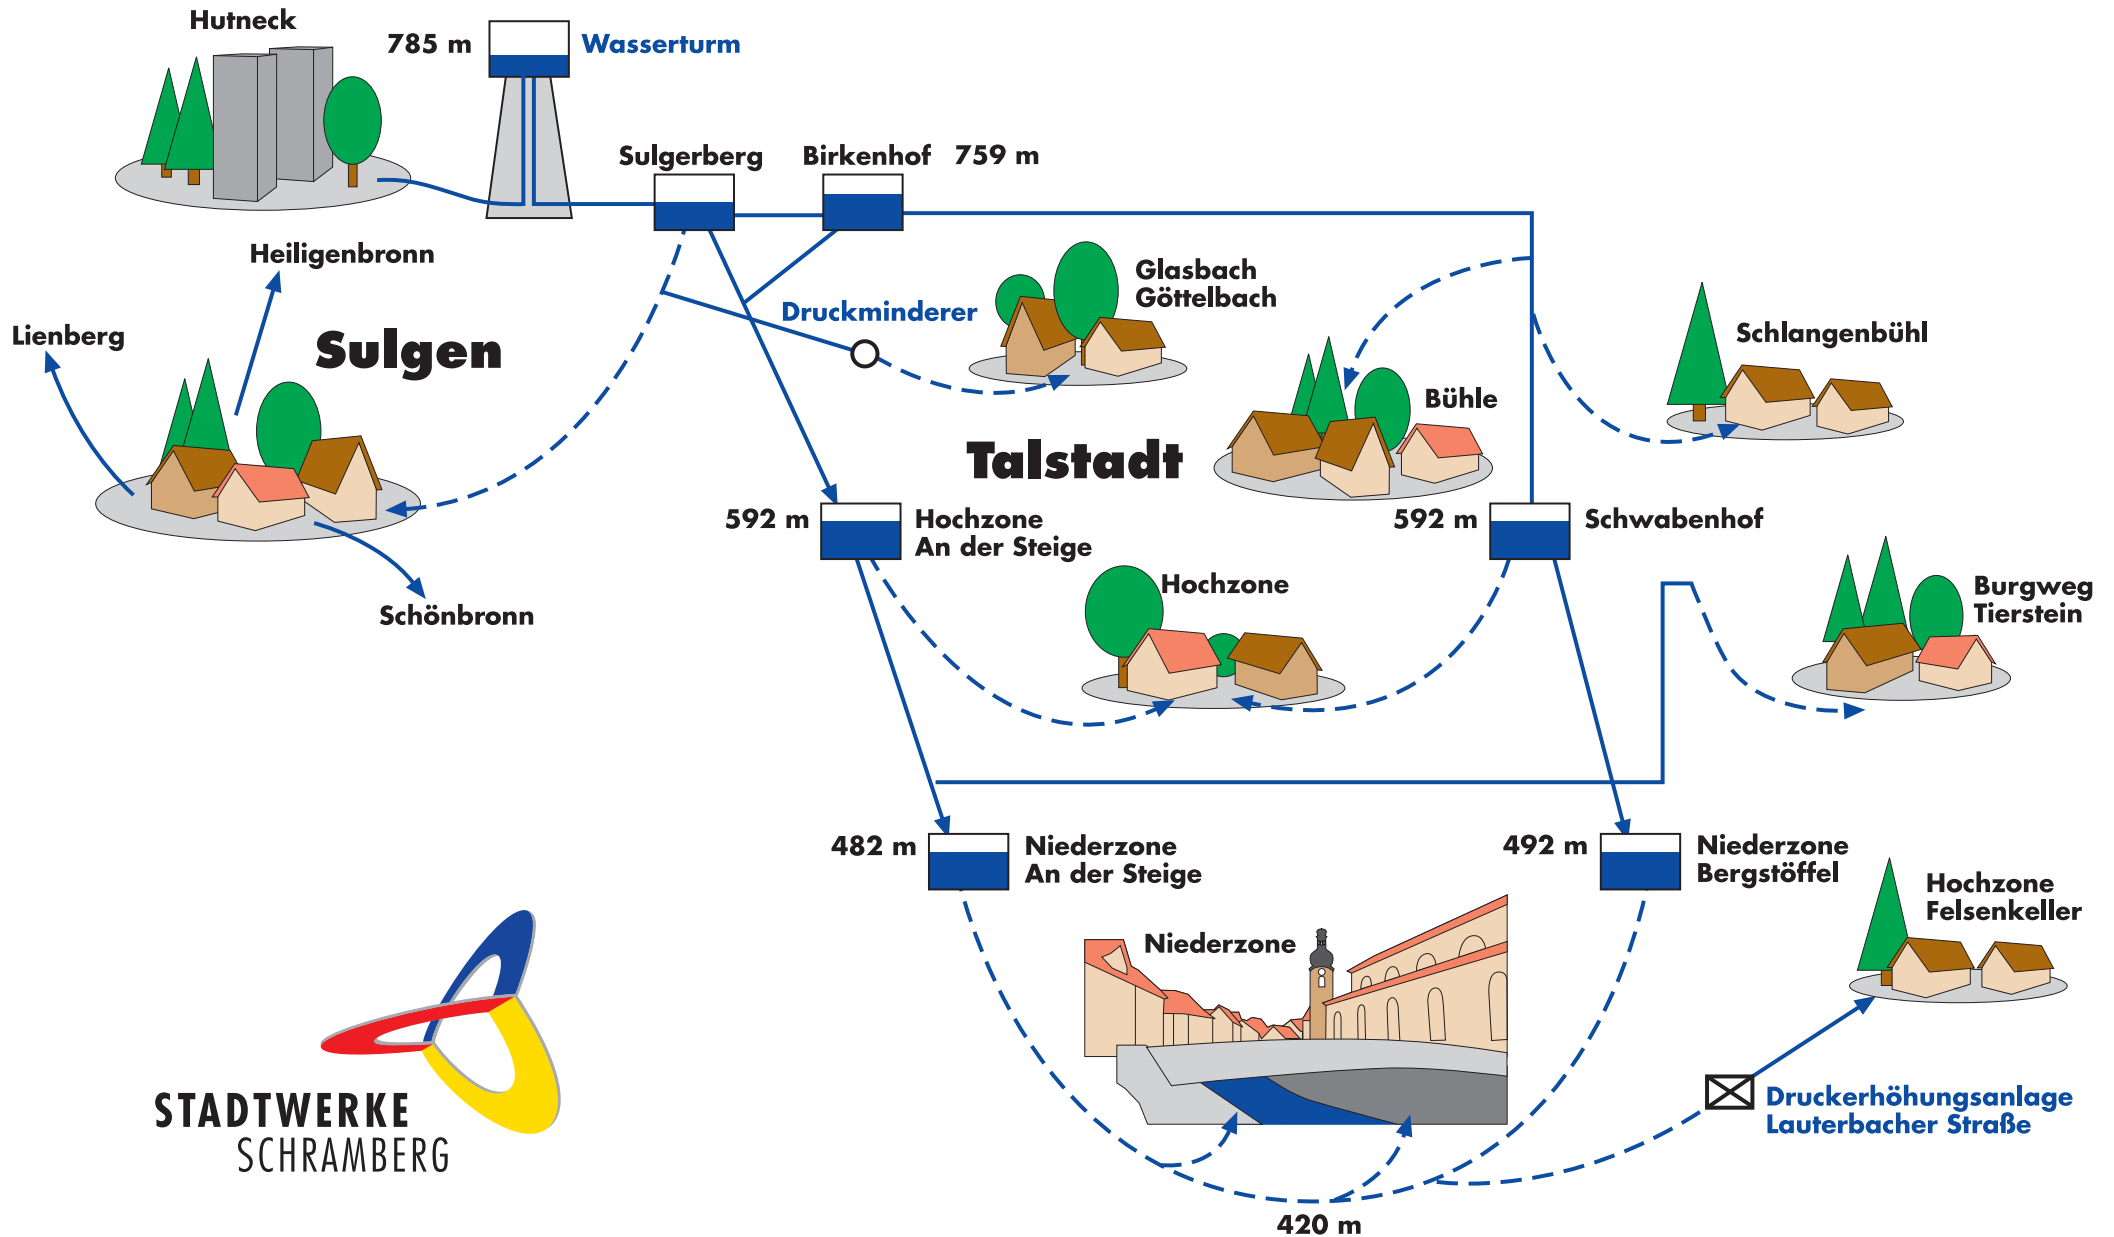 Hutneck
785 m
Wasserturm
Sulgerberg
Birkenhof 759 m
Heiligenbronn
Glasbach
Göttelbach
Druckminderer
Lienberg
Sulgen
Schlangenbühl
Bühle
Talstadt
592 m
Hochzone
An der Steige
592 m
Schwabenhof
Hochzone
Burgweg
Tierstein
Schönbronn
482 m
Niederzone
An der Steige
492 m
Niederzone
Bergstöffel
Hochzone
Felsenkeller
Niederzone
Druckerhöhungsanlage
Lauterbacher Straße
STADTWERKE
SCHRAMBERG
420 m